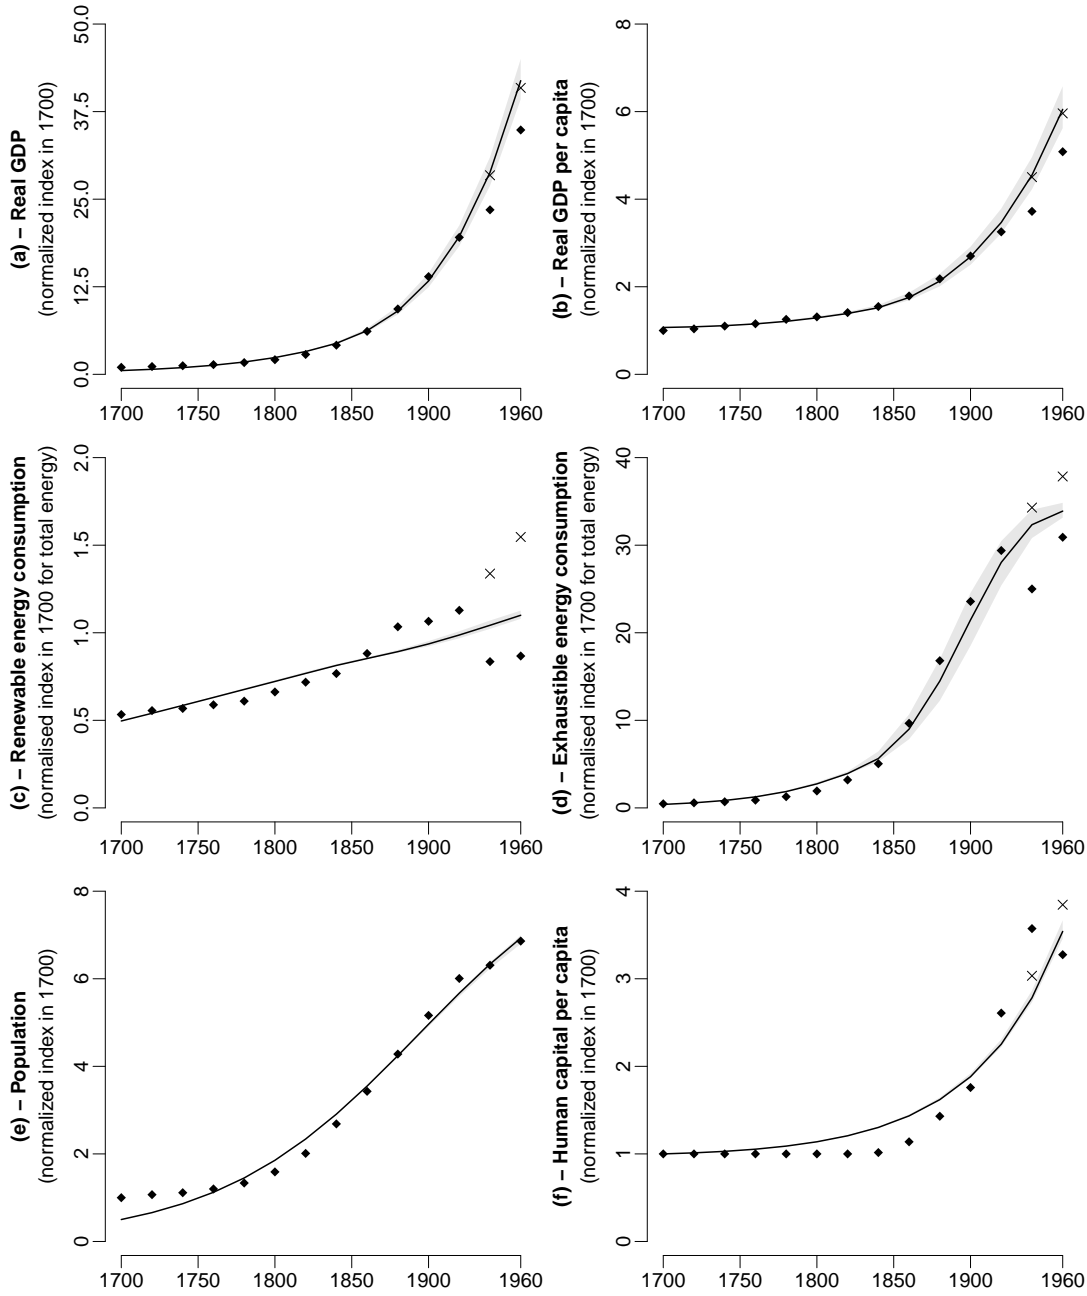 (a) − Real GDP
(normalized index in 1700)
50.0
37.5
25.0
12.5
0.0
1700 1750 1800 1850 1900 1960
(b) − Real GDP per capita
(normalized index in 1700)
8
6
4
2
0
1700 1750 1800 1850 1900 1960
(c) − Renewable energy consumption
(normalised index in 1700 for total energy)
2.0
1.5
1.0
0.5
0.0
1700 1750 1800 1850 1900 1960
(d) − Exhaustible energy consumption
(normalised index in 1700 for total energy)
40
30
20
10
0
1700 1750 1800 1850 1900 1960
(e) − Population
(normalized index in 1700)
8
6
4
2
0
1700 1750 1800 1850 1900 1960
(f) − Human capital per capita
(normalized index in 1700)
4
3
2
1
0
1700 1750 1800 1850 1900 1960